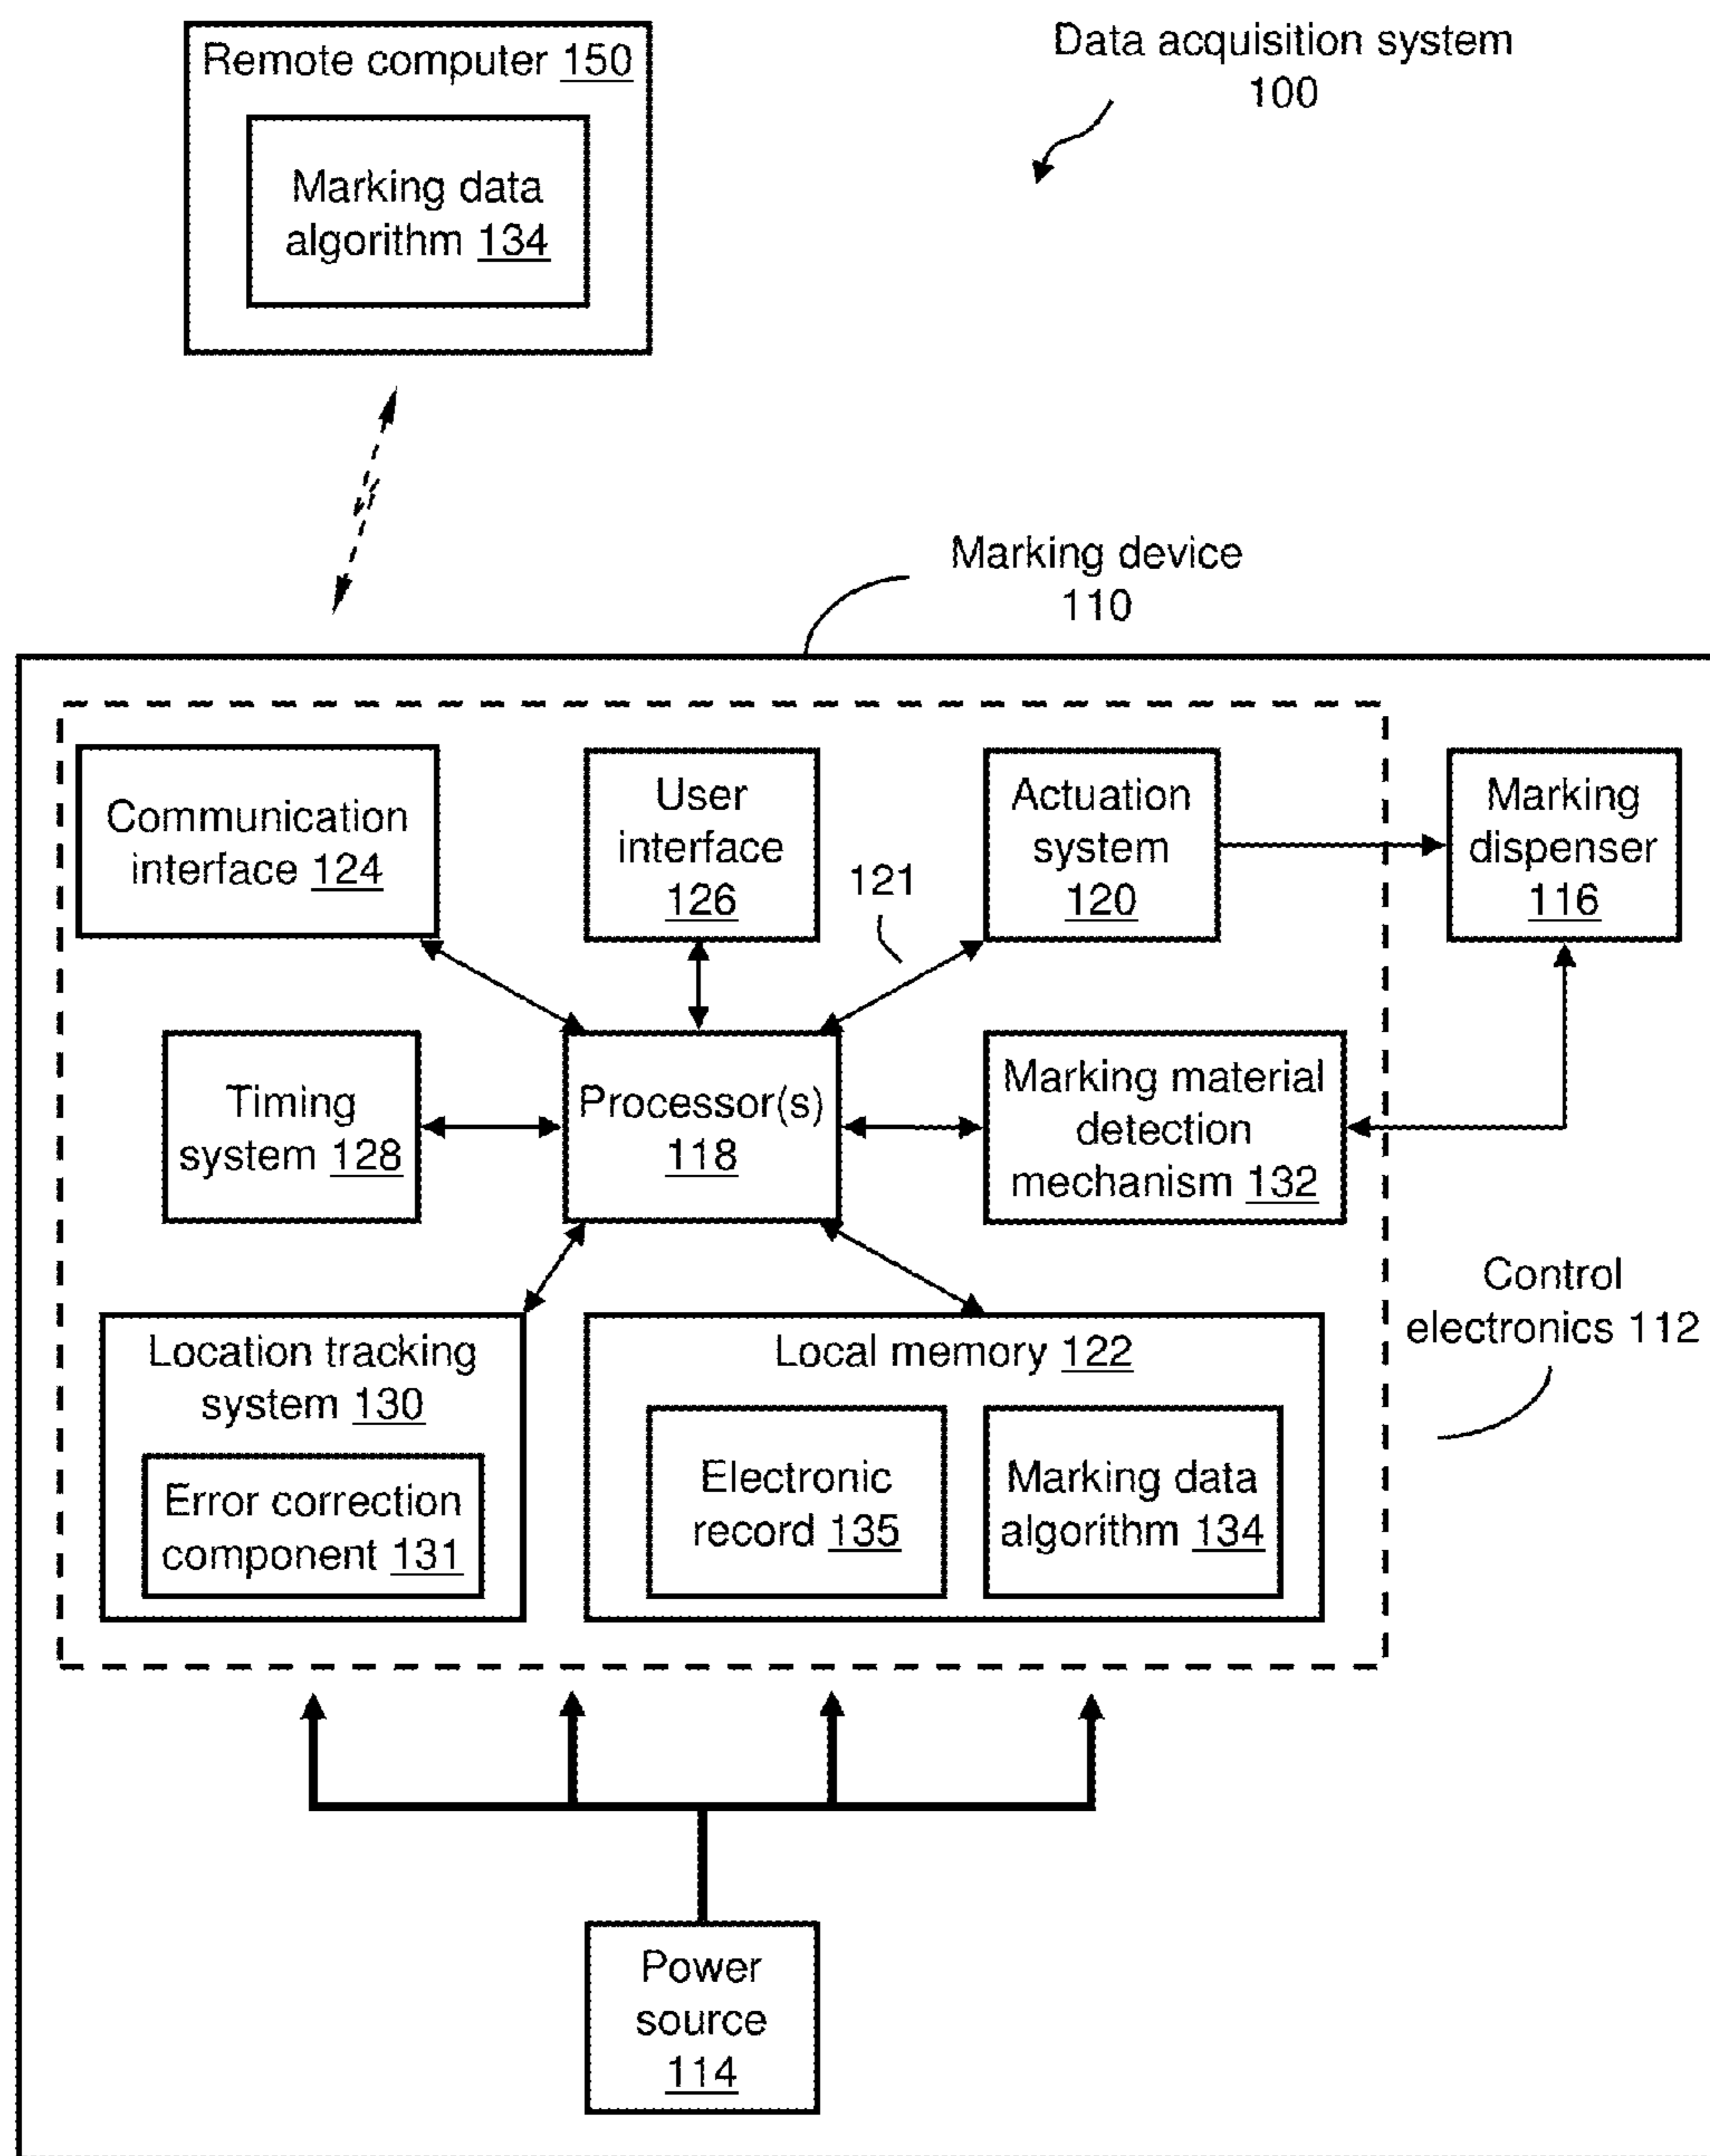 Remote computer 150
Marking data
algorithm 134
Data acquisition system
100
Marking device
110
Communication
interface 124
User
interface
126
Actuation
system
120
Marking
dispenser
116
121
Timing
system 128
Processor(s)
118
Marking material
detection
mechanism 132
Control
electronics 112
Location tracking
system 130
Error correction
component 131
Local memory 122
Electronic
record 135
Marking data
algorithm 134
Power
source
114